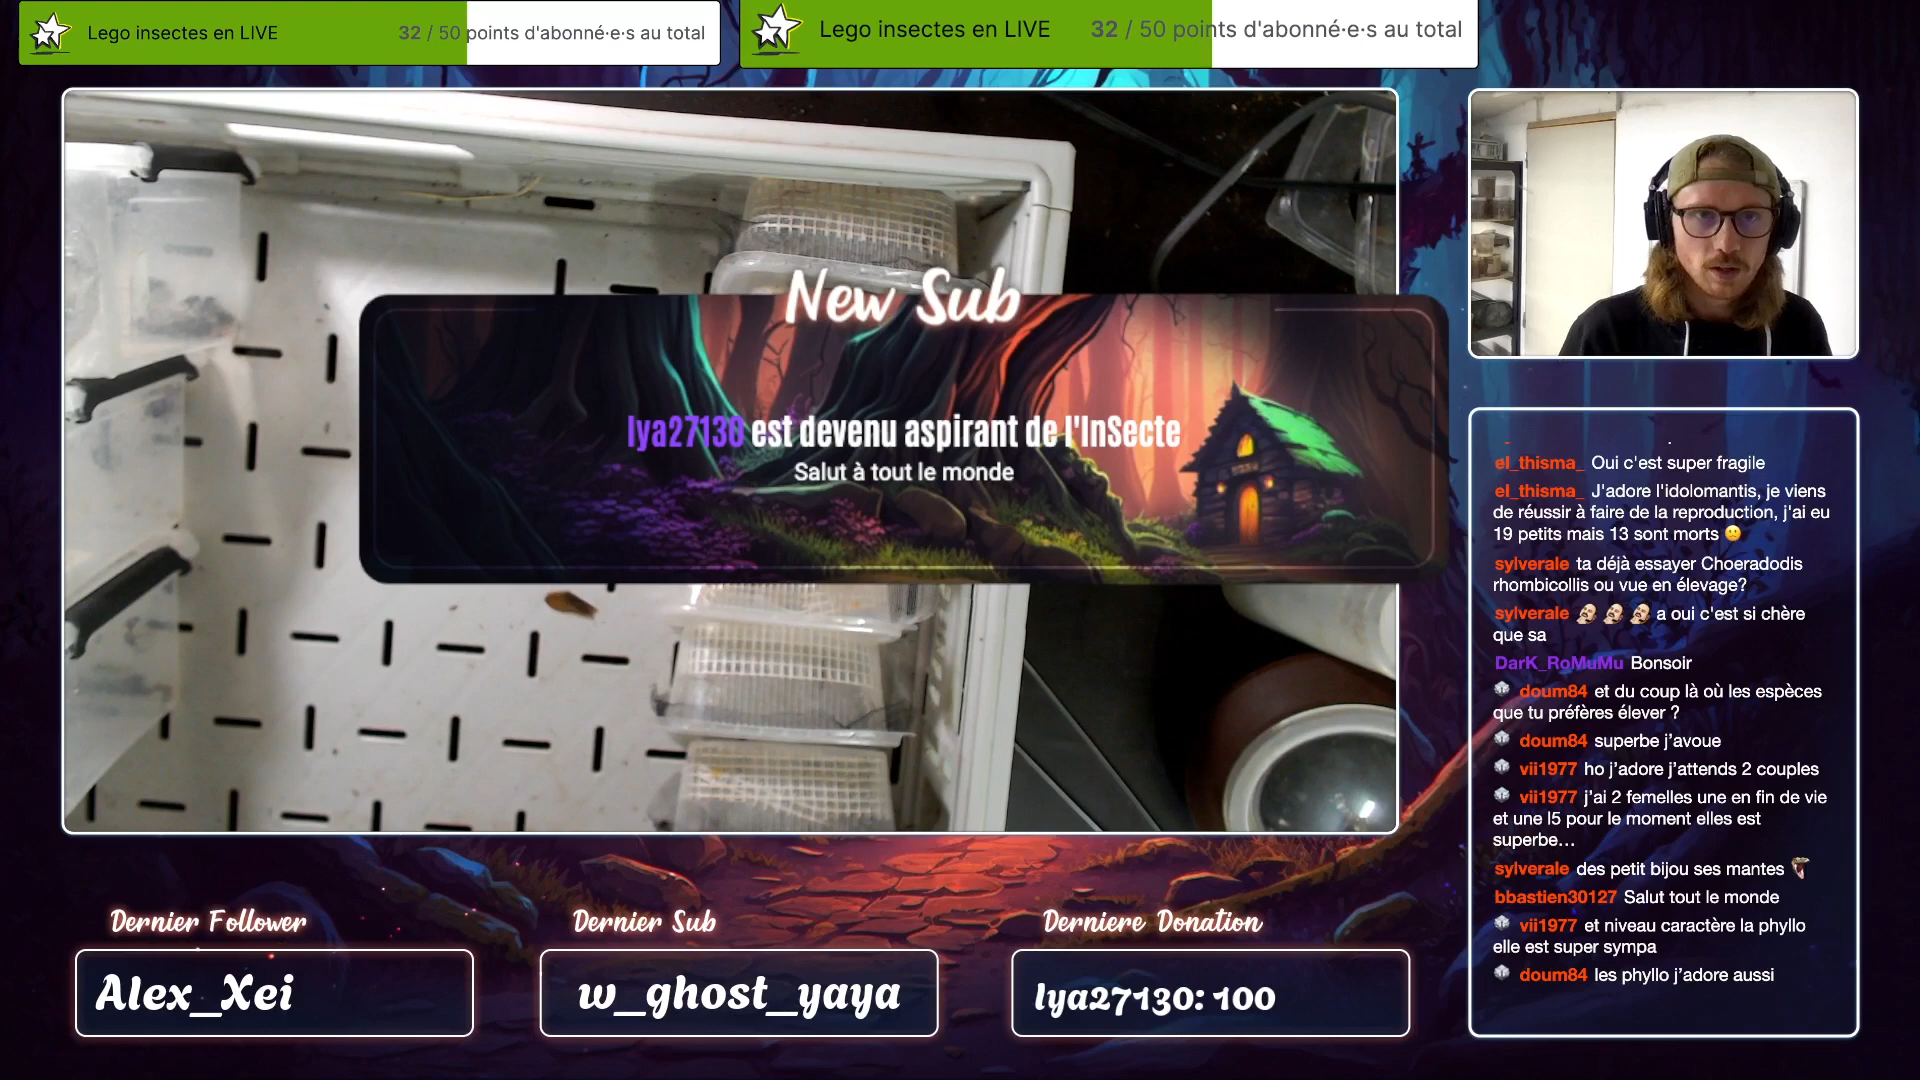 Lego insectes en LIVE 32 / 50 points d'abonné·e·s au total
Lego insectes en LIVE 32 / 50 points d'abonné·e·s au total
New Sub
lya27130 est devenu aspirant de l'InSecte
Salut à tout le monde
el_thisma_ Oui c'est super fragile
el_thisma_ J'adore l'idolomantis, je viens
de réussir à faire de la reproduction, j'ai eu
19 petits mais 13 sont morts 🙁
sylverale ta déjà essayer Choeradodis
rhombicollis ou vue en élevage?
sylverale a oui c'est si chère
que sa
DarK_RoMuMu Bonsoir
doum84 et du coup là où les espèces
que tu préfères élever ?
doum84 superbe j’avoue
vii1977 ho j’adore j’attends 2 couples
vii1977 j’ai 2 femelles une en fin de vie
et une l5 pour le moment elles est
superbe…
sylverale des petit bijou ses mantes
bbastien30127 Salut tout le monde
vii1977 et niveau caractère la phyllo
elle est super sympa
doum84 les phyllo j’adore aussi
Dernier Follower
Alex_Xei
Dernier Sub
w_ghost_yaya
Derniere Donation
lya27130: 100